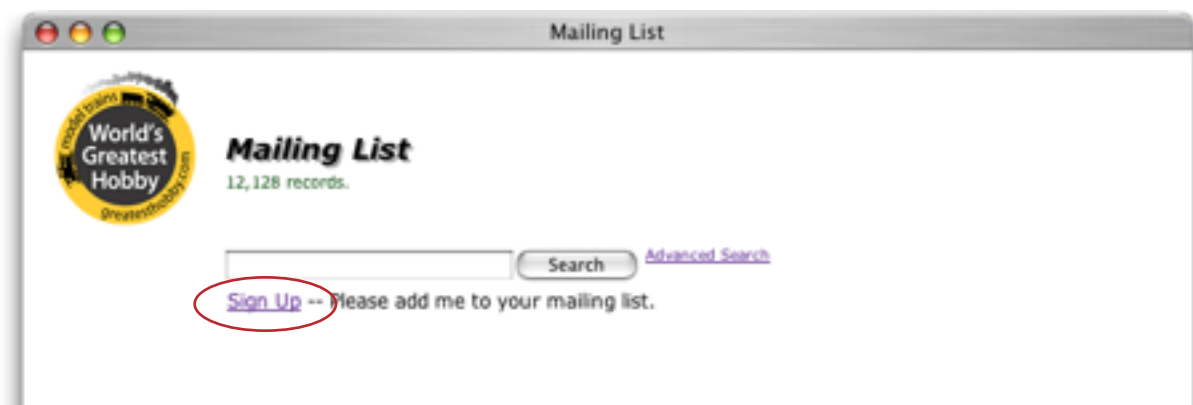 Mailing List
model trains
World's
Greatest
Hobby
greatesthobby.com
Mailing List
12,128 records.
Search Advanced Search
Sign Up -- Please add me to your mailing list.